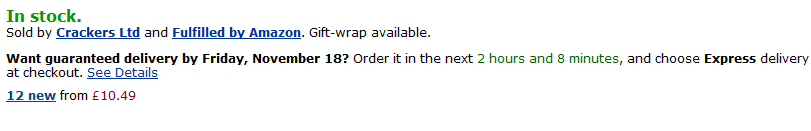 In stock.
Sold by Crackers Ltd and Fulfilled by Amazon. Gift-wrap available.
Want guaranteed delivery by Friday, November 18? Order it in the next 2 hours and 8 minutes, and choose Express delivery
at checkout. See Details
12 new from £10.49